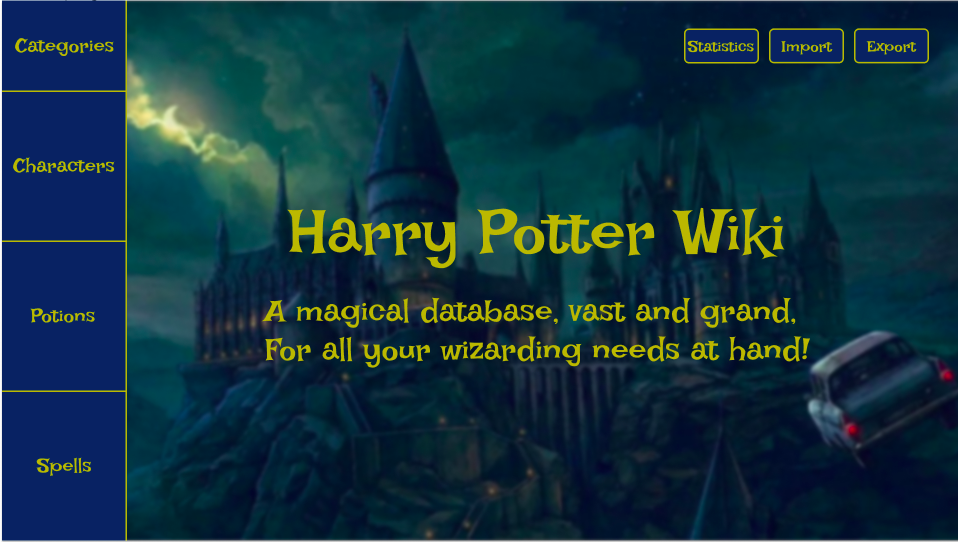 Categories
Statistics
Import
Export
Characters
Harry Potter Wiki
A magical database, vast and grand,
For all your wizarding needs at hand!
Potions
Spells